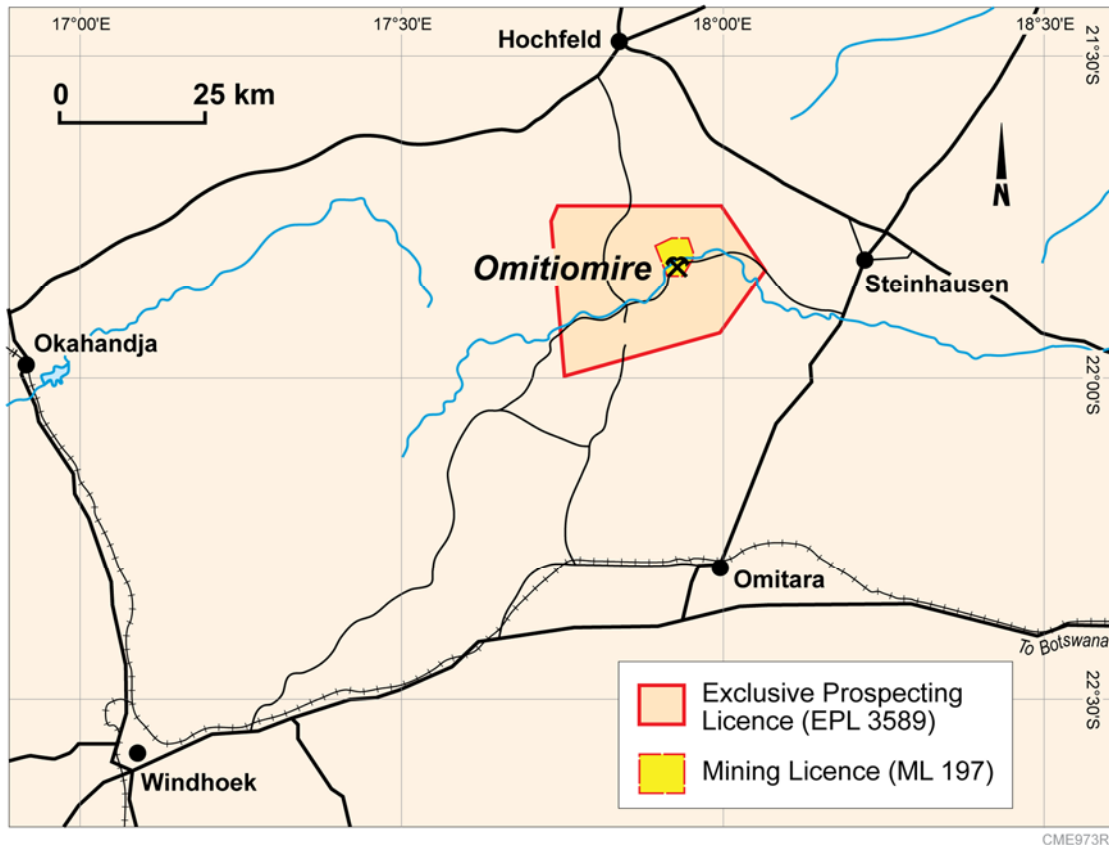 17°00'E
17°30'E
18°00'E
18°30'E
21°30'S
Hochfeld
0 25 km
N
Omitiomire
Steinhausen
Okahandja
22°00'S
Omitara
To Botswana
22°30'S
Exclusive Prospecting
Licence (EPL 3589)
Mining Licence (ML 197)
Windhoek
CME973R